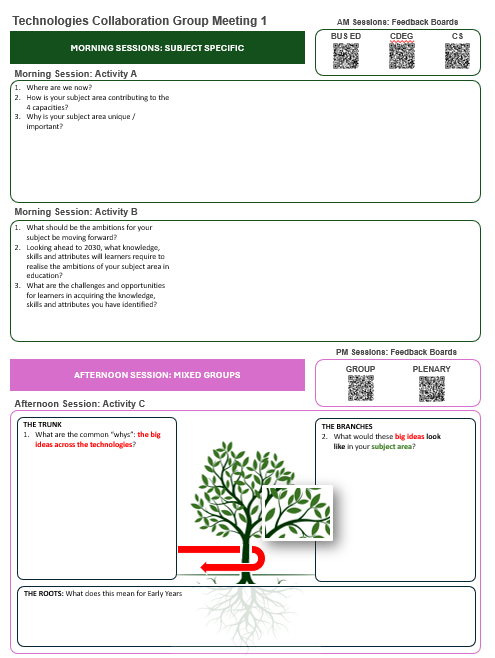 Technologies Collaboration Group Meeting 1
AM Sessions: Feedback Boards
MORNING SESSIONS: SUBJECT SPECIFIC
BUS ED CDEG CS
Morning Session: Activity A
1. Where are we now?
2. How is your subject area contributing to the
4 capacities?
3. Why is your subject area unique /
important?
Morning Session: Activity B
1. What should be the ambitions for your
subject be moving forward?
2. Looking ahead to 2030, what knowledge,
skills and attributes will learners require to
realise the ambitions of your subject area in
education?
3. What are the challenges and opportunities
for learners in acquiring the knowledge,
skills and attributes you have identified?
PM Sessions: Feedback Boards
AFTERNOON SESSION: MIXED GROUPS
GROUP PLENARY
Afternoon Session: Activity C
THE TRUNK
1. What are the common "whys": the big
ideas across the technologies?
THE BRANCHES
2. What would these big ideas look
like in your subject area?
THE ROOTS: What does this mean for Early Years